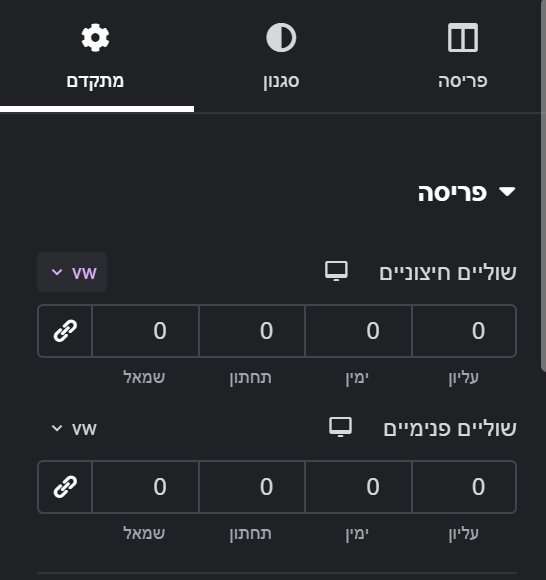 פריסה סגנון מתקדם
פריסה
שוליים חיצוניים vw
0 0 0 0
עליון ימין תחתון שמאל
שוליים פנימיים vw
0 0 0 0
עליון ימין תחתון שמאל